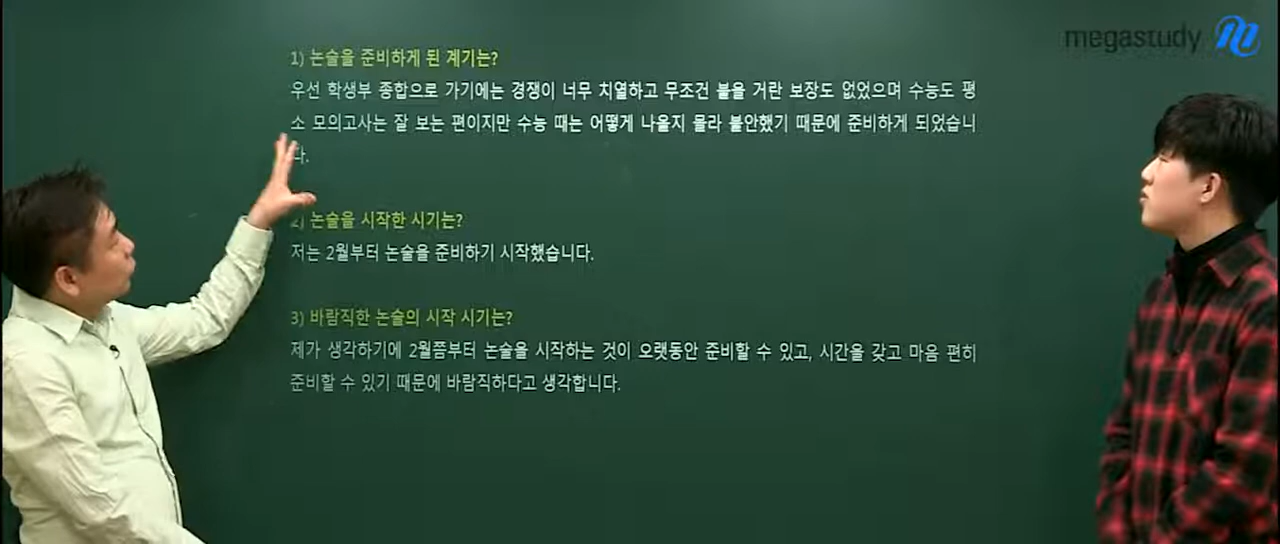 megastudy
1) 논술을 준비하게 된 계기는?
우선 학생부 종합으로 가기에는 경쟁이 너무 치열하고 무조건 붙을 거란 보장도 없었으며 수능도 평
소 모의고사는 잘 보는 편이지만 수능 때는 어떻게 나올지 몰라 불안했기 때문에 준비하게 되었습니
다.
2) 논술을 시작한 시기는?
저는 2월부터 논술을 준비하기 시작했습니다.
3) 바람직한 논술의 시작 시기는?
제가 생각하기에 2월쯤부터 논술을 시작하는 것이 오랫동안 준비할 수 있고, 시간을 갖고 마음 편히
준비할 수 있기 때문에 바람직하다고 생각합니다.